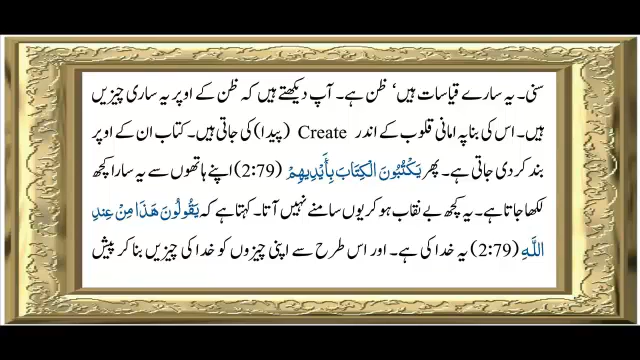 سنی۔ یہ سارے قیاسات ہیں‘ ظن ہے۔ آپ دیکھتے ہیں کہ ظن کے اوپر یہ ساری چیزیں
ہیں۔ اس کی بنا پہ امانی قلوب کے اندر Create (پیدا) کی جاتی ہیں۔ کتاب ان کے اوپر
بند کر دی جاتی ہے۔ پھر يَكْتُبُونَ الْكِتَابَ بِأَيْدِيهِمْ (2:79) اپنے ہاتھوں سے یہ سارا کچھ
لکھا جاتا ہے۔ یہ کچھ بے نقاب ہو کر یوں سامنے نہیں آتا۔ کہتا ہے کہ يَقُولُونَ هَذَا مِنْ عِندِ
اللَّهِ (2:79) یہ خدا کی ہے۔ اور اس طرح سے اپنی چیزوں کو خدا کی چیزیں بنا کر پیش